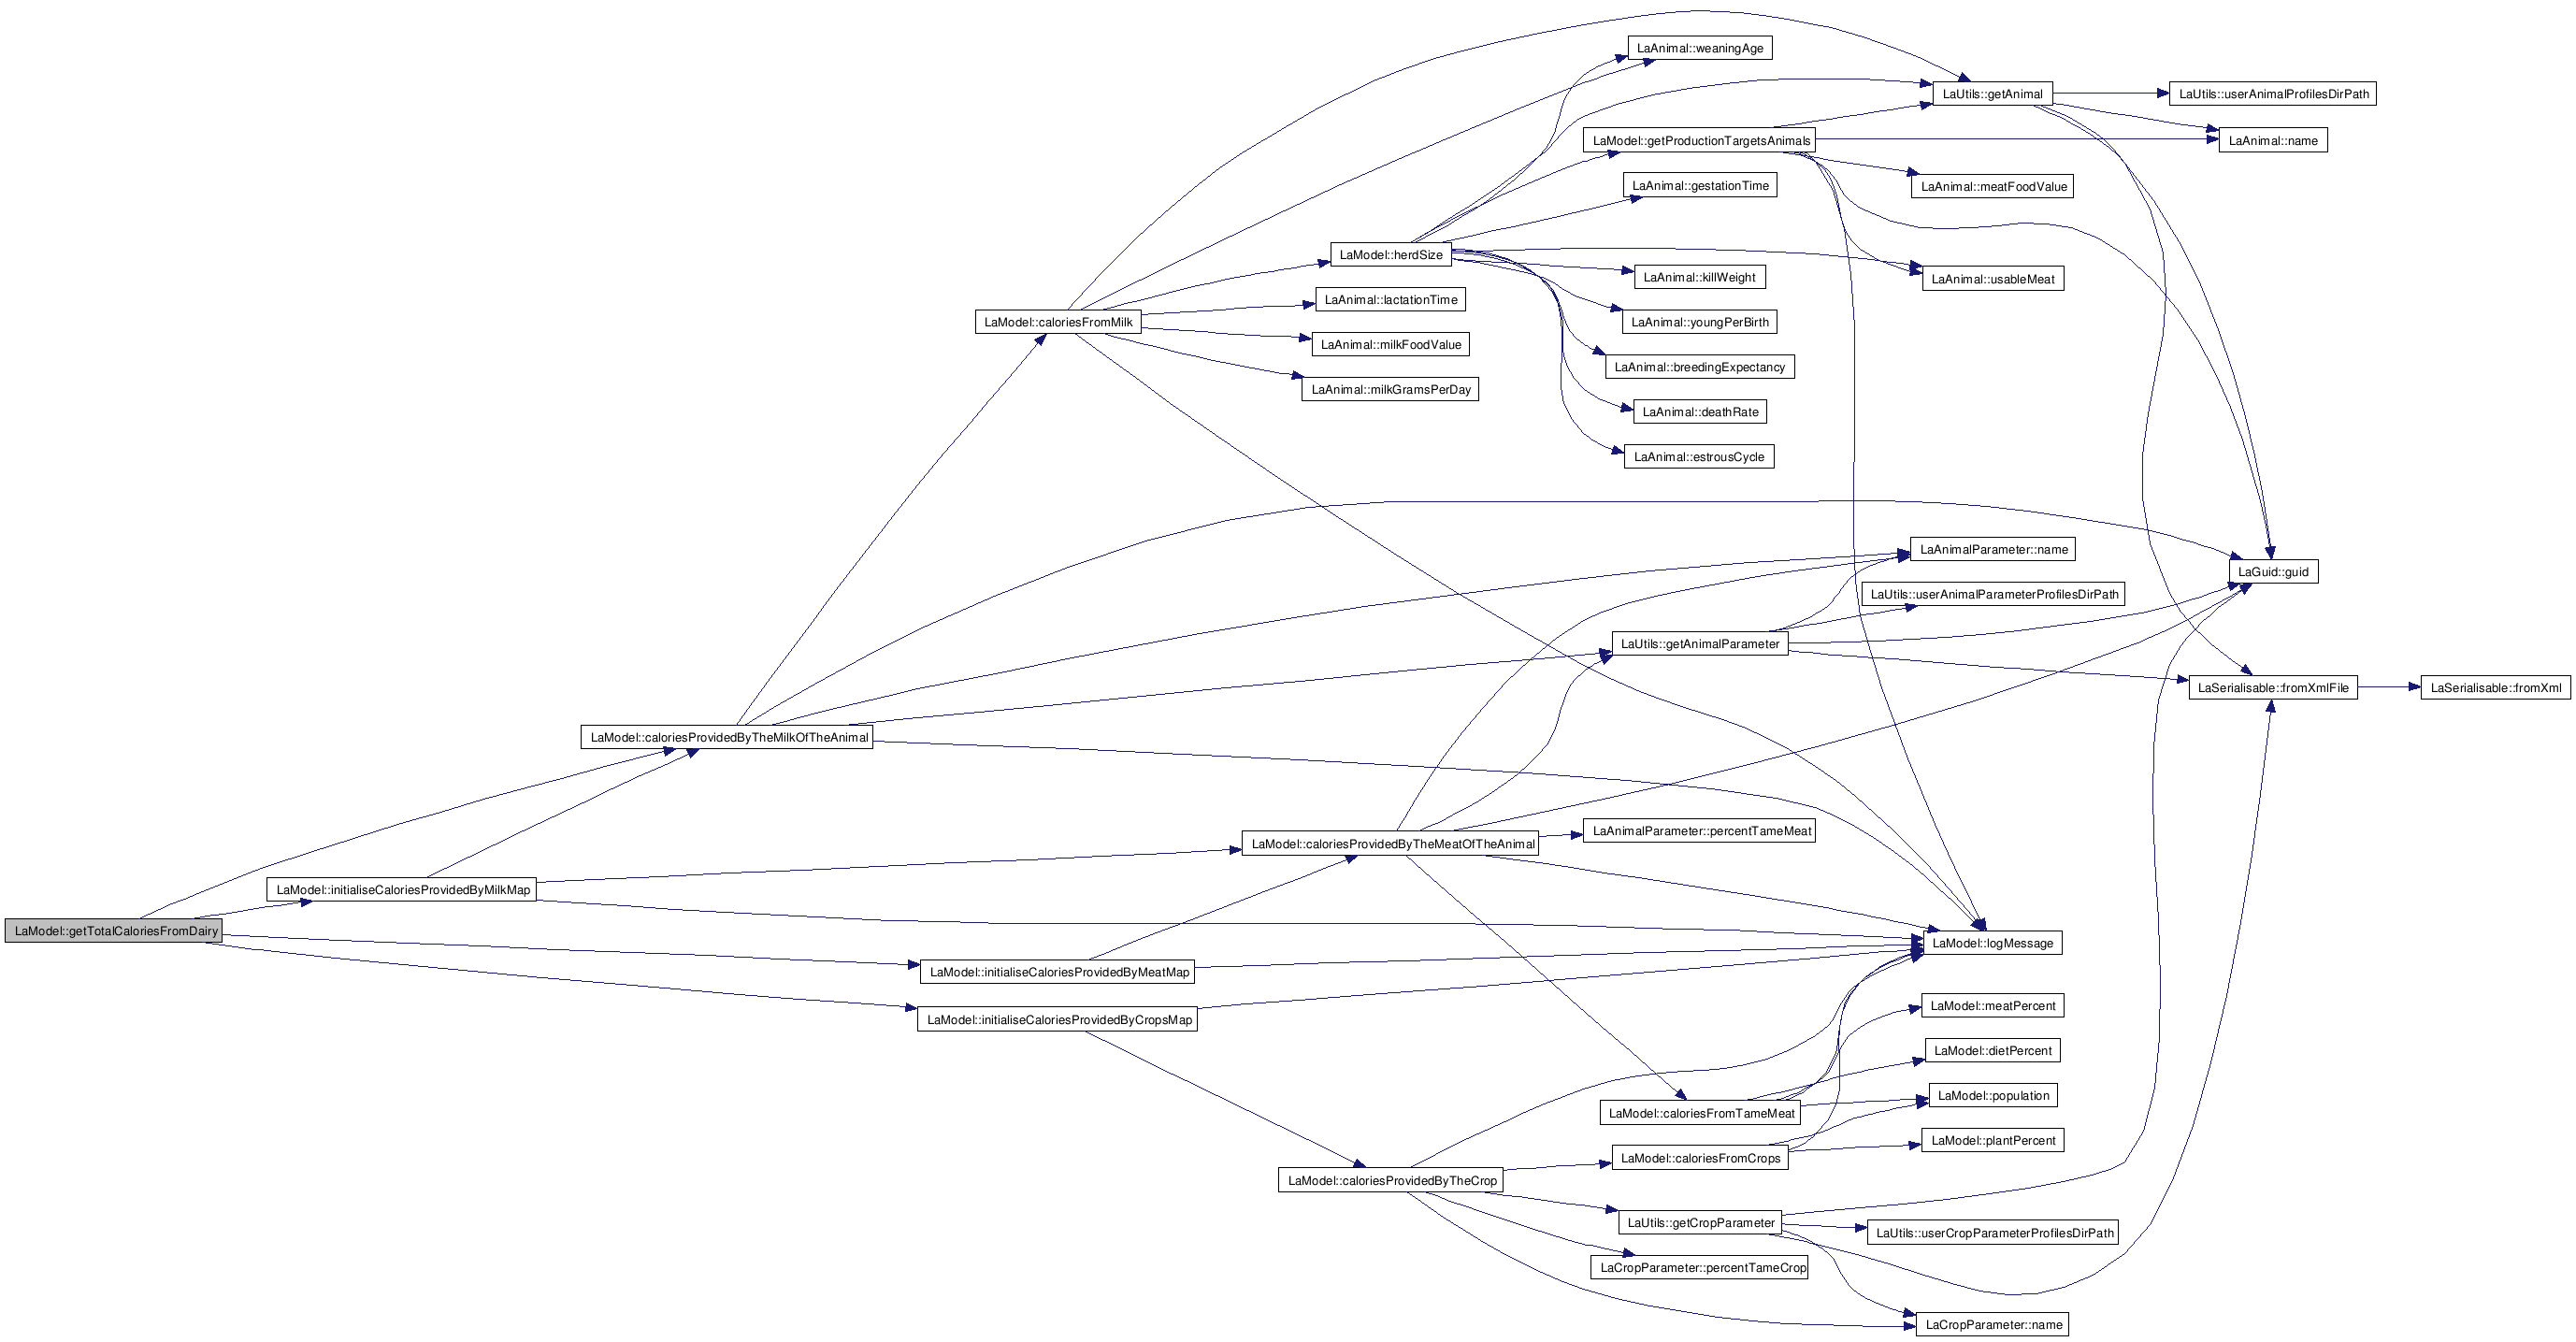 LaAnimal::weaningAge
LaUtils::getAnimal
LaUtils::userAnimalProfilesDirPath
LaModel::getProductionTargetsAnimals
LaAnimal::name
LaAnimal::gestationTime
LaAnimal::meatFoodValue
LaModel::herdSize
LaAnimal::killWeight
LaAnimal::usableMeat
LaAnimal::lactationTime
LaModel::caloriesFromMilk
LaAnimal::youngPerBirth
LaAnimal::milkFoodValue
LaAnimal::breedingExpectancy
LaAnimal::milkGramsPerDay
LaAnimal::deathRate
LaAnimal::estrousCycle
LaAnimalParameter::name
LaGuid::guid
LaUtils::userAnimalParameterProfilesDirPath
LaUtils::getAnimalParameter
LaSerialisable::fromXmlFile
LaSerialisable::fromXml
LaModel::caloriesProvidedByTheMilkOfTheAnimal
LaAnimalParameter::percentTameMeat
LaModel::caloriesProvidedByTheMeatOfTheAnimal
LaModel::initialiseCaloriesProvidedByMilkMap
LaModel::getTotalCaloriesFromDairy
LaModel::logMessage
LaModel::initialiseCaloriesProvidedByMeatMap
LaModel::meatPercent
LaModel::initialiseCaloriesProvidedByCropsMap
LaModel::dietPercent
LaModel::population
LaModel::caloriesFromTameMeat
LaModel::plantPercent
LaModel::caloriesFromCrops
LaModel::caloriesProvidedByTheCrop
LaUtils::getCropParameter
LaUtils::userCropParameterProfilesDirPath
LaCropParameter::percentTameCrop
LaCropParameter::name